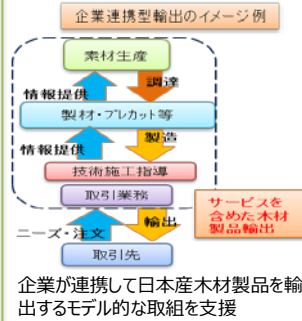 企業連携型輸出のイメージ例
素材生産
情報提供
調達
製材・プレカット等
情報提供
製造
技術施工指導
取引業務
サービスを
含めた木材
製品輸出
ニーズ・注文
輸出
取引先
企業が連携して日本産木材製品を輸
出するモデル的な取組を支援